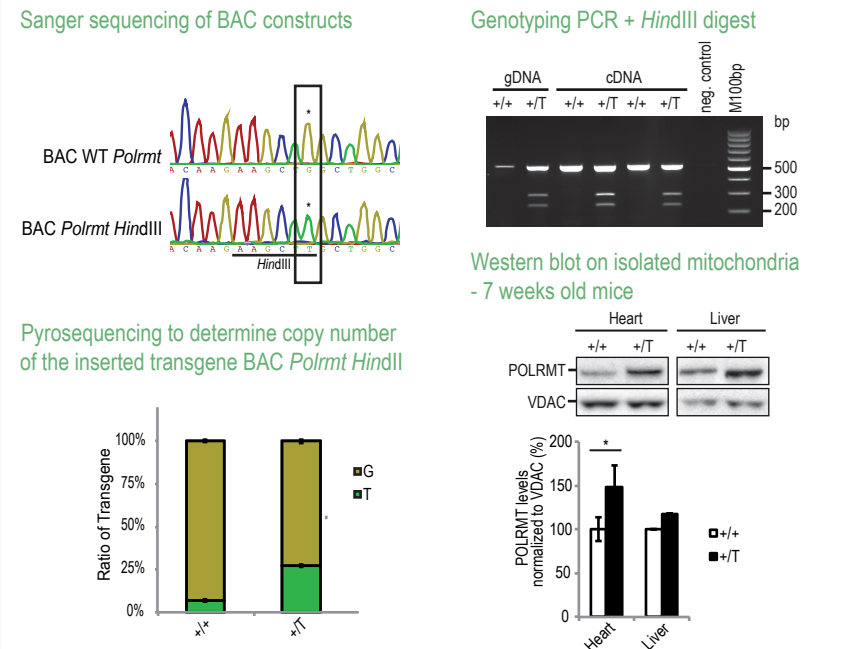 Sanger sequencing of BAC constructs
*
BAC WT Polrmt
A C A A G A A G C T G G C T G G C
*
BAC Polrmt HindIII
A C A A G A A G C T T G C T G G C
HindIII
Pyrosequencing to determine copy number
of the inserted transgene BAC Polrmt HindII
Ratio of Transgene
100%
75%
50%
25%
0%
+/+
+/T
G
T
Genotyping PCR + HindIII digest
gDNA
cDNA
neg. control
M100bp
+/+ +/T +/+ +/T +/+ +/T
bp
500
300
200
Western blot on isolated mitochondria
- 7 weeks old mice
Heart
Liver
+/+ +/T +/+ +/T
POLRMT
VDAC
POLRMT levels
normalized to VDAC (%)
200
150
100
50
0
*
Heart
Liver
+/+
+/T